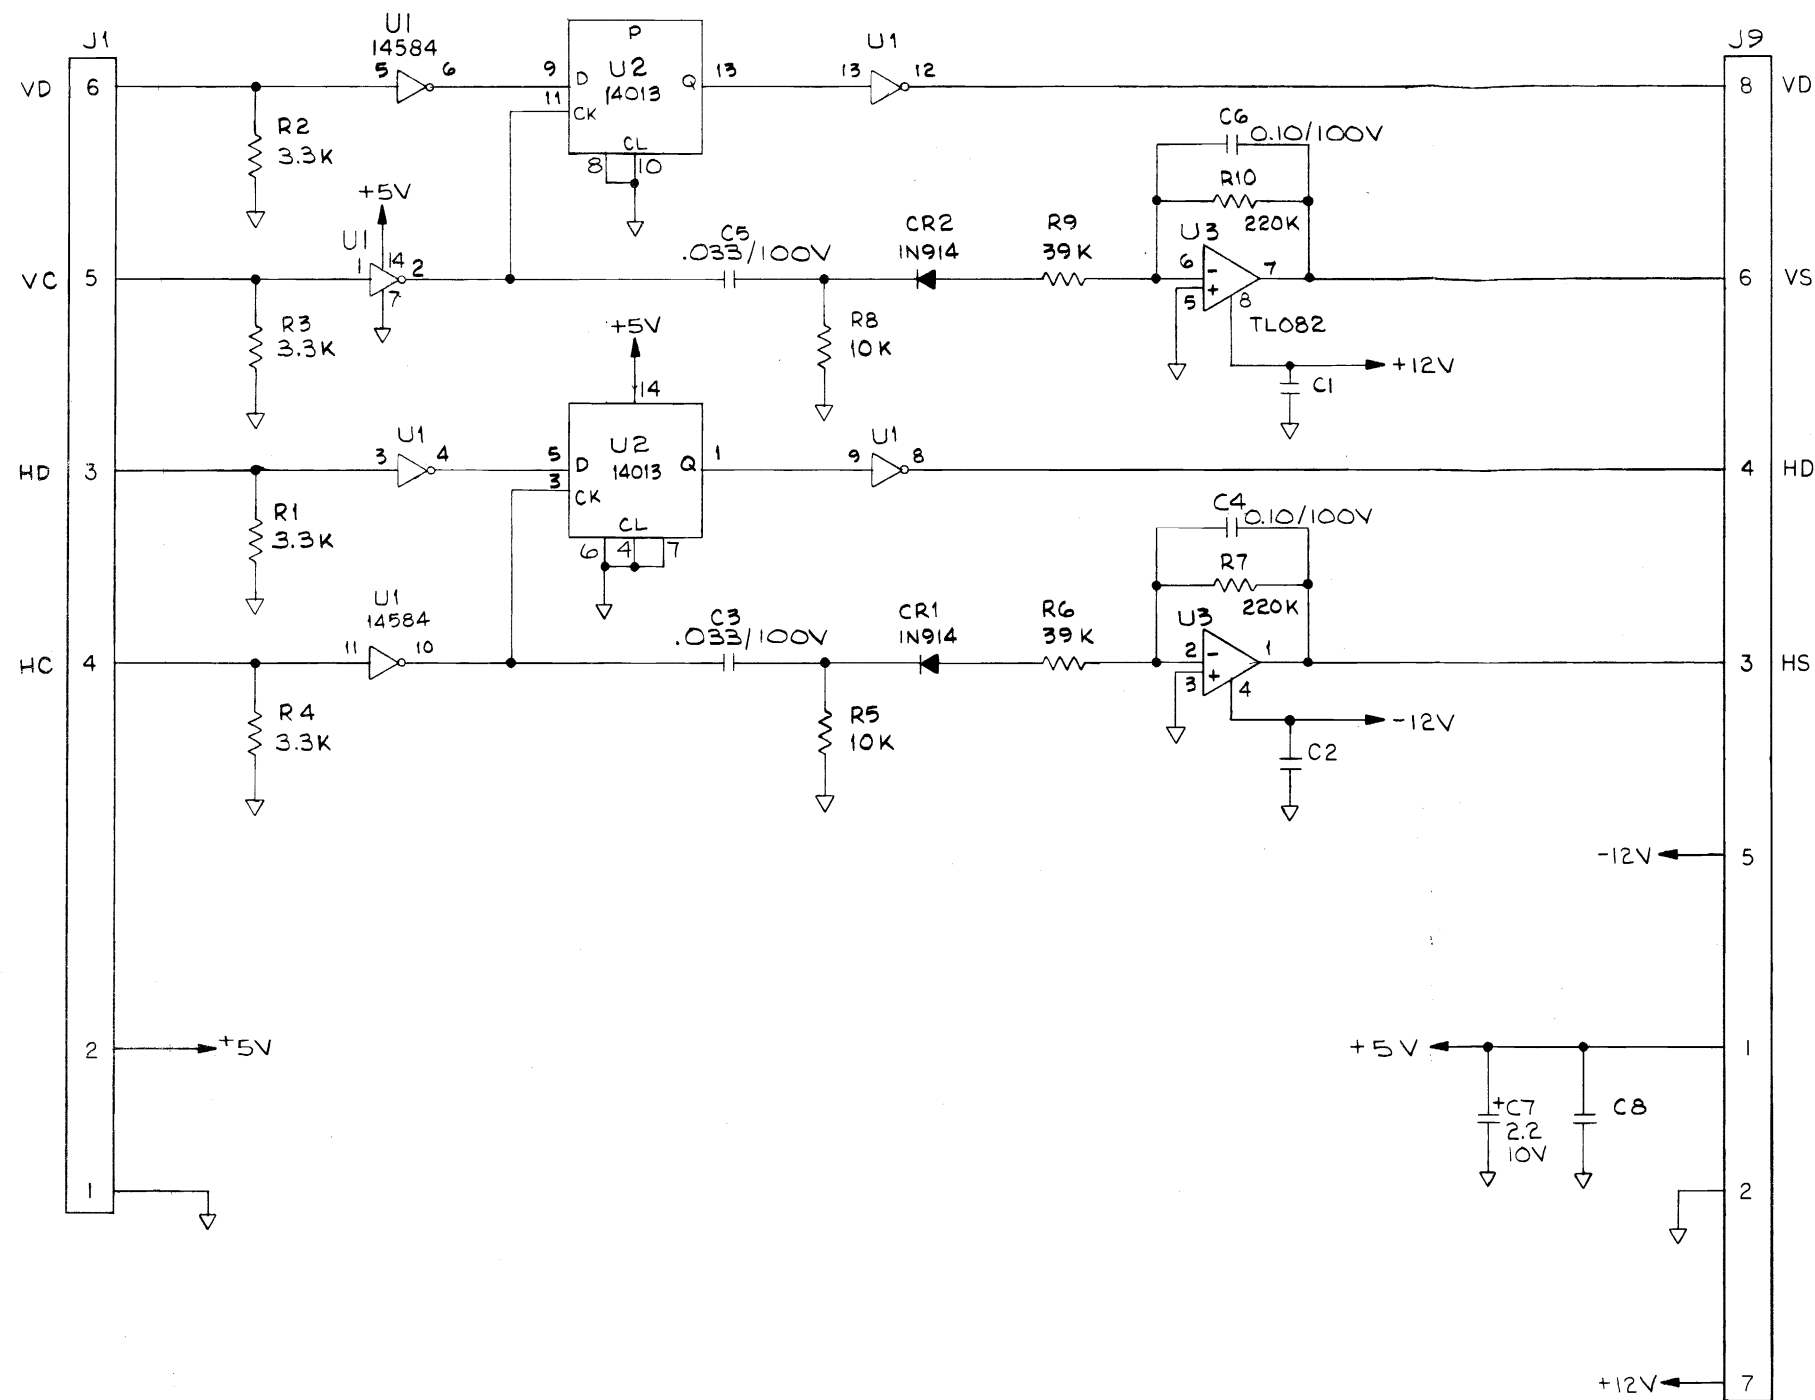 J1
U1
14584
P
U1
J9
VD
6
5
6
9
D
U2
Q
13
13
12
8
VD
11
14013
CK
C6
0.10/100V
R2
3.3K
CL
8
10
R10
220K
+5V
U1
C5
.033/100V
CR2
1N914
R9
39K
U3
VC
5
1
14
2
6
-
7
6
VS
7
5
+
8
TL082
R3
3.3K
+5V
R8
10K
+12V
C1
14
U1
U2
U1
HD
3
3
4
5
D
14013
Q
1
9
8
4
HD
3
CK
C4
0.10/100V
R1
3.3K
CL
6
4
7
R7
220K
U1
14584
C3
.033/100V
CR1
1N914
R6
39K
U3
HC
4
11
10
2
-
1
3
HS
3
+
4
R4
3.3K
R5
10K
-12V
C2
-12V
5
2
+5V
+5V
1
+C7
2.2
10V
C8
1
2
+12V
7